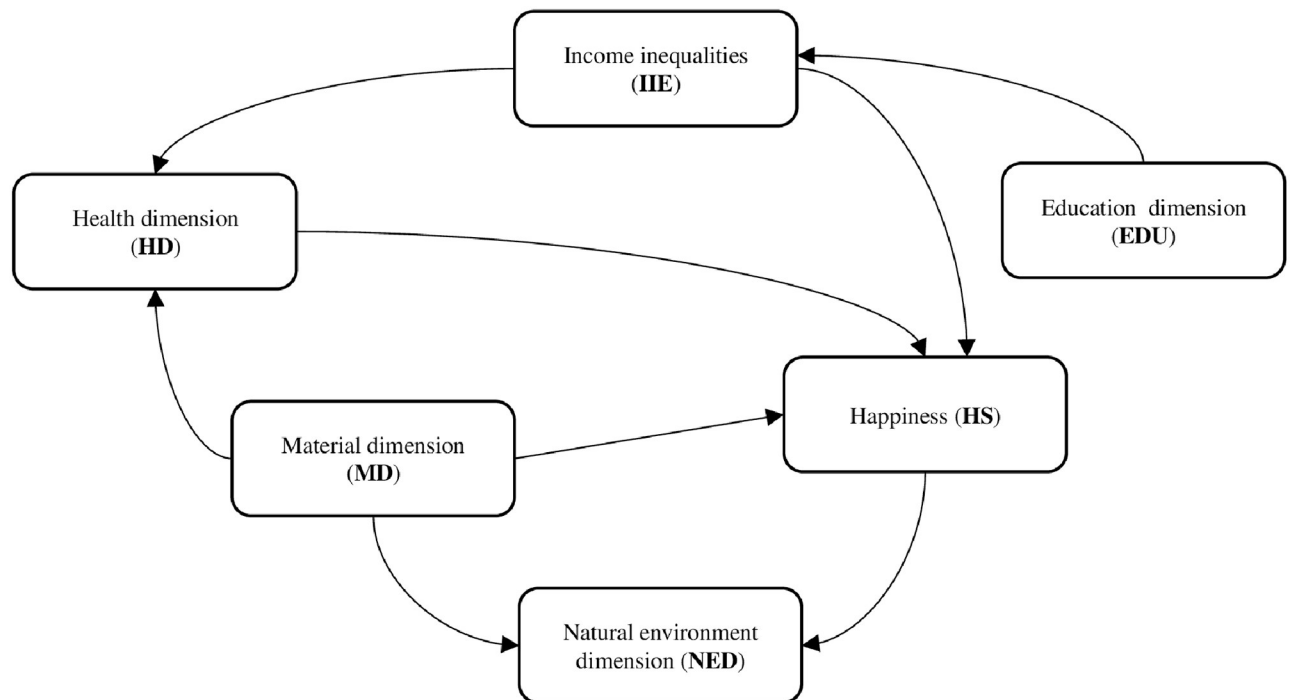 Income inequalities
(IIE)
Health dimension
(HD)
Education dimension
(EDU)
Material dimension
(MD)
Happiness (HS)
Natural environment
dimension (NED)